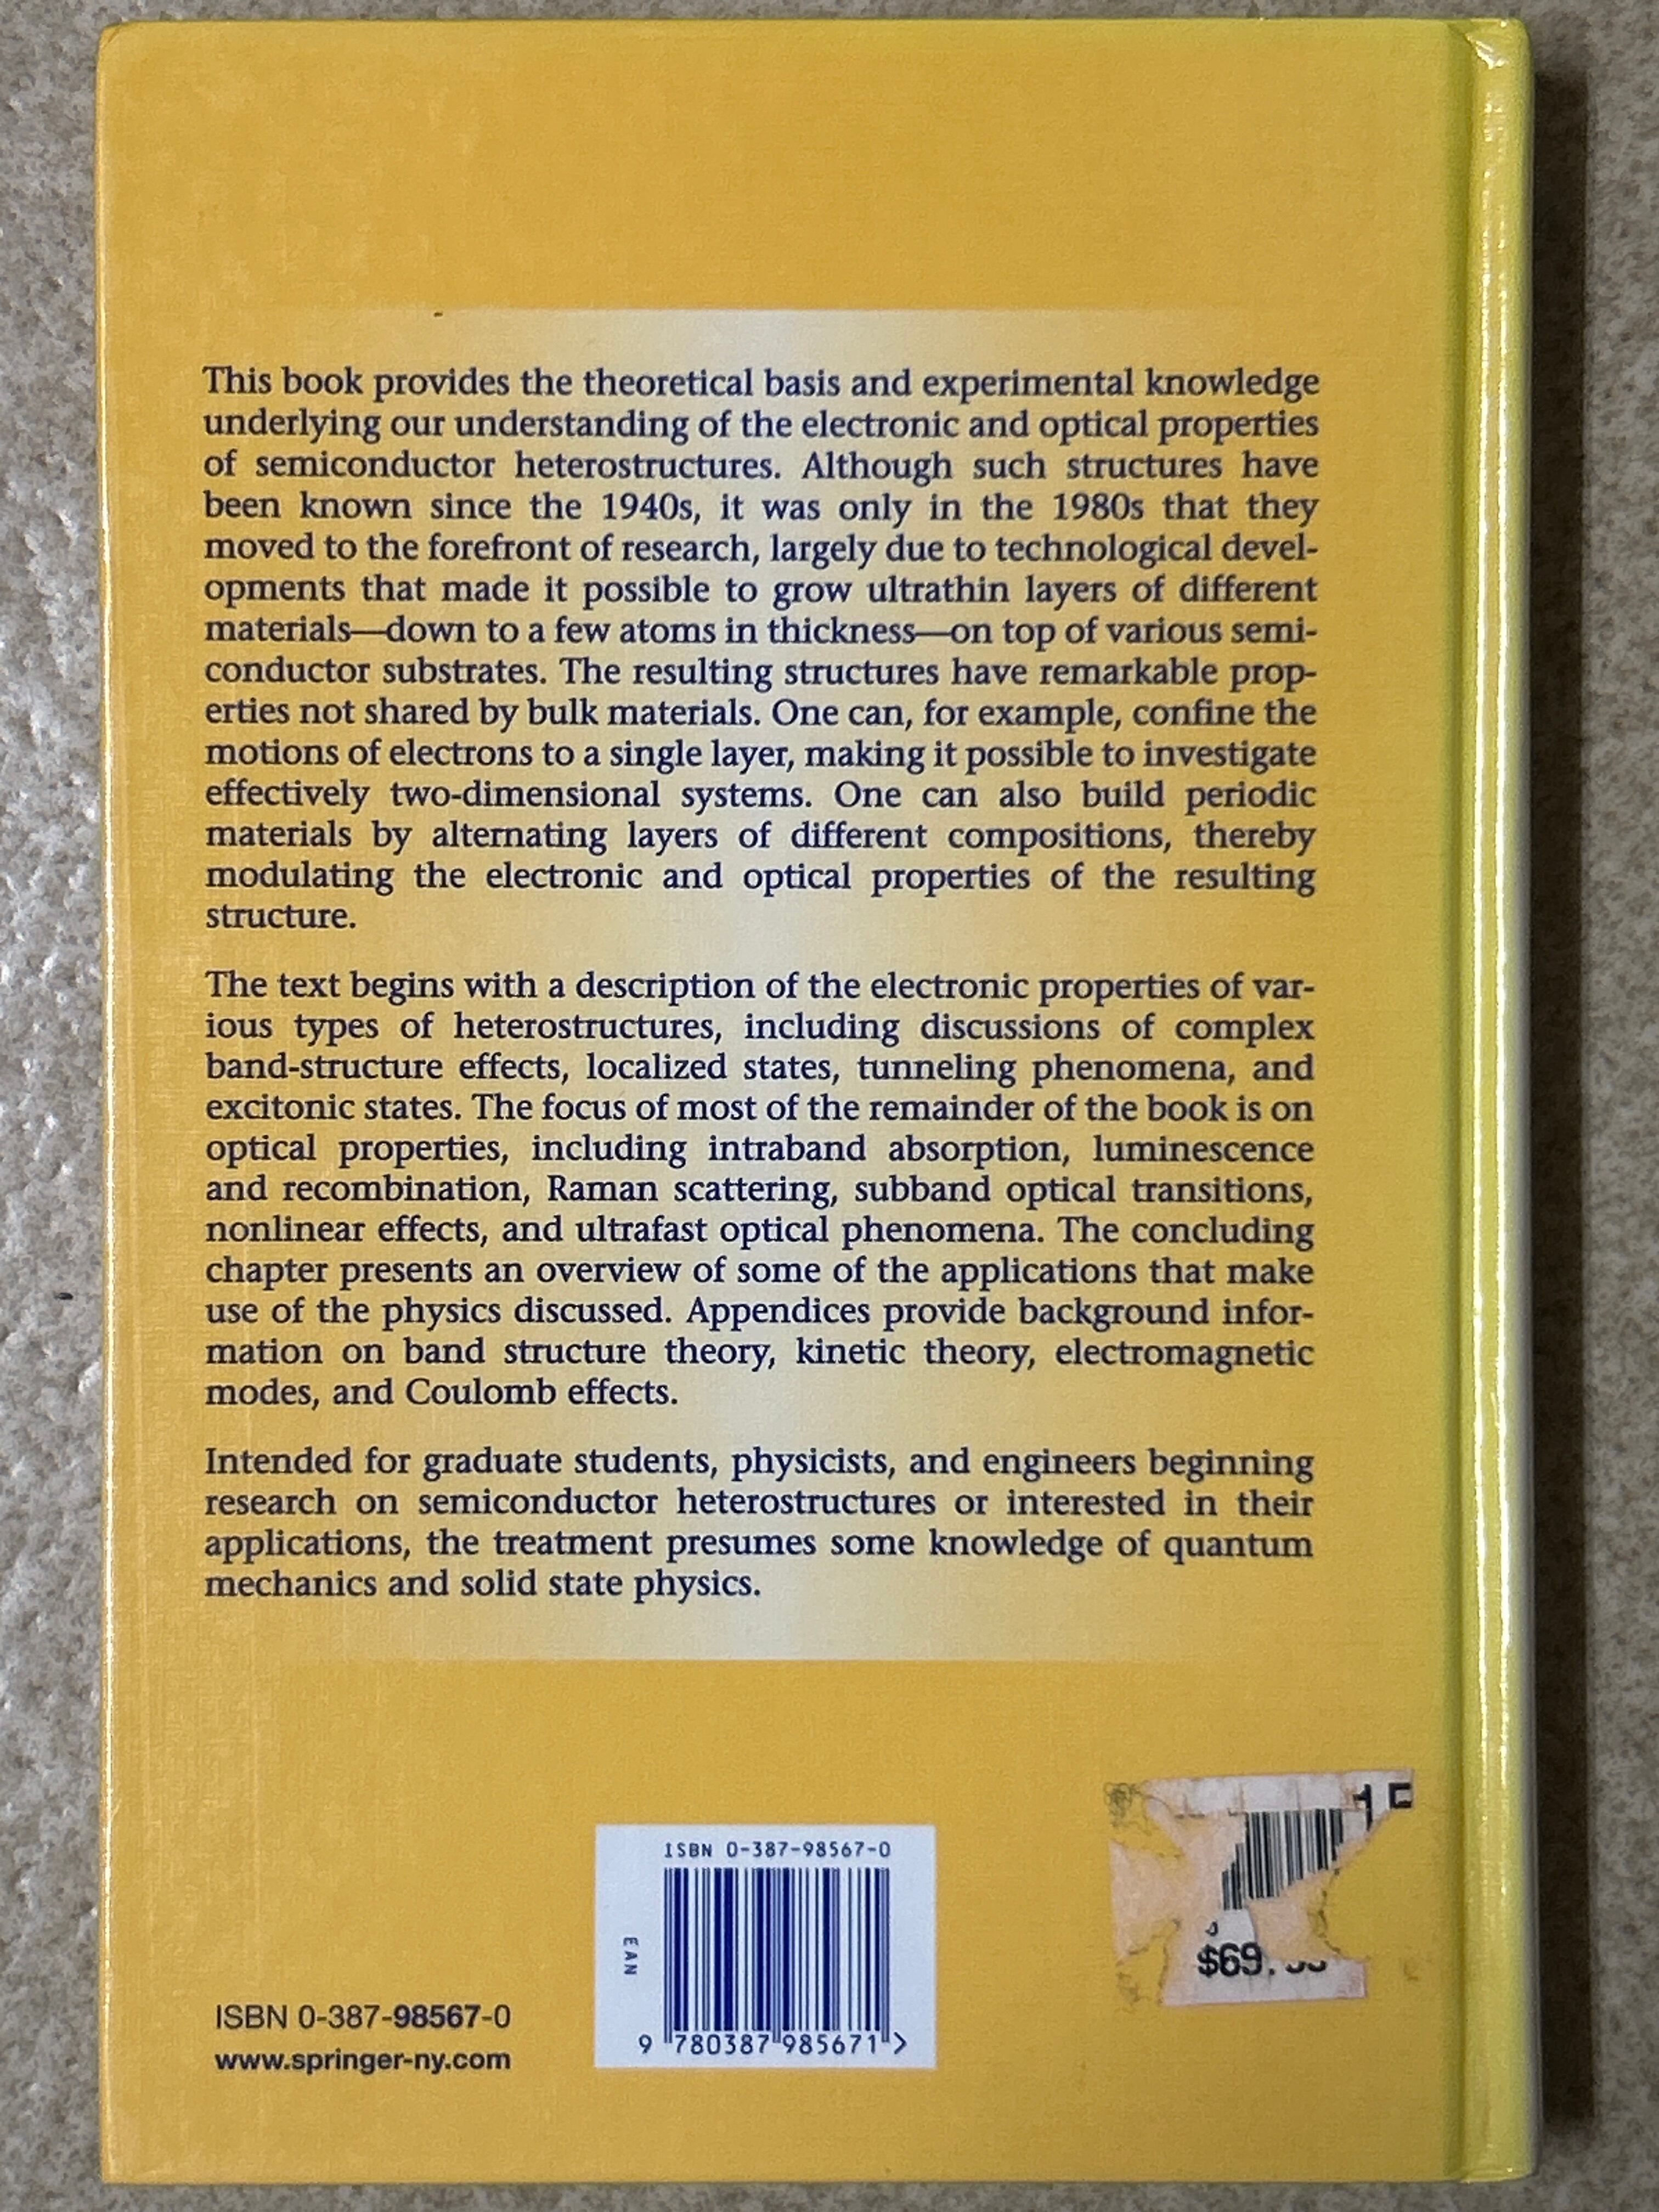 This book provides the theoretical basis and experimental knowledge
underlying our understanding of the electronic and optical properties
of semiconductor heterostructures. Although such structures have
been known since the 1940s, it was only in the 1980s that they
moved to the forefront of research, largely due to technological devel-
opments that made it possible to grow ultrathin layers of different
materials—down to a few atoms in thickness—on top of various semi-
conductor substrates. The resulting structures have remarkable prop-
erties not shared by bulk materials. One can, for example, confine the
motions of electrons to a single layer, making it possible to investigate
effectively two-dimensional systems. One can also build periodic
materials by alternating layers of different compositions, thereby
modulating the electronic and optical properties of the resulting
structure.
The text begins with a description of the electronic properties of var-
ious types of heterostructures, including discussions of complex
band-structure effects, localized states, tunneling phenomena, and
excitonic states. The focus of most of the remainder of the book is on
optical properties, including intraband absorption, luminescence
and recombination, Raman scattering, subband optical transitions,
nonlinear effects, and ultrafast optical phenomena. The concluding
chapter presents an overview of some of the applications that make
use of the physics discussed. Appendices provide background infor-
mation on band structure theory, kinetic theory, electromagnetic
modes, and Coulomb effects.
Intended for graduate students, physicists, and engineers beginning
research on semiconductor heterostructures or interested in their
applications, the treatment presumes some knowledge of quantum
mechanics and solid state physics.
ISBN 0-387-98567-0
www.springer-ny.com
ISBN 0-387-98567-0
EAN
9 780387 985671 >
$69.